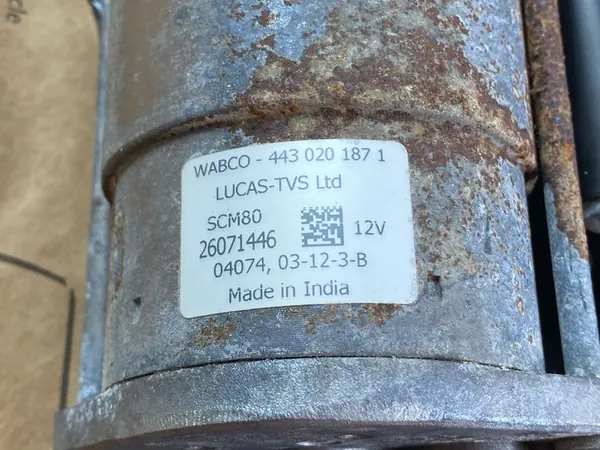 WABCO - 443 020 187 1
LUCAS-TVS Ltd
SCM80
26071446
12V
04074, 03-12-3-B
Made in India